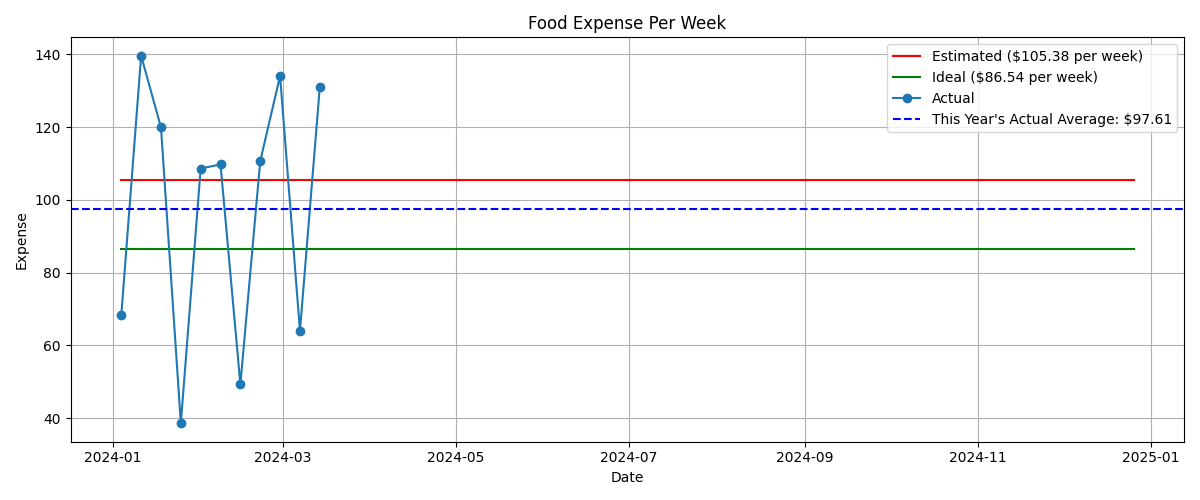 Food Expense Per Week
Estimated ($105.38 per week)
Ideal ($86.54 per week)
Actual
This Year's Actual Average: $97.61
Expense
140
120
100
80
60
40
2024-01 2024-03 2024-05 2024-07 2024-09 2024-11 2025-01
Date